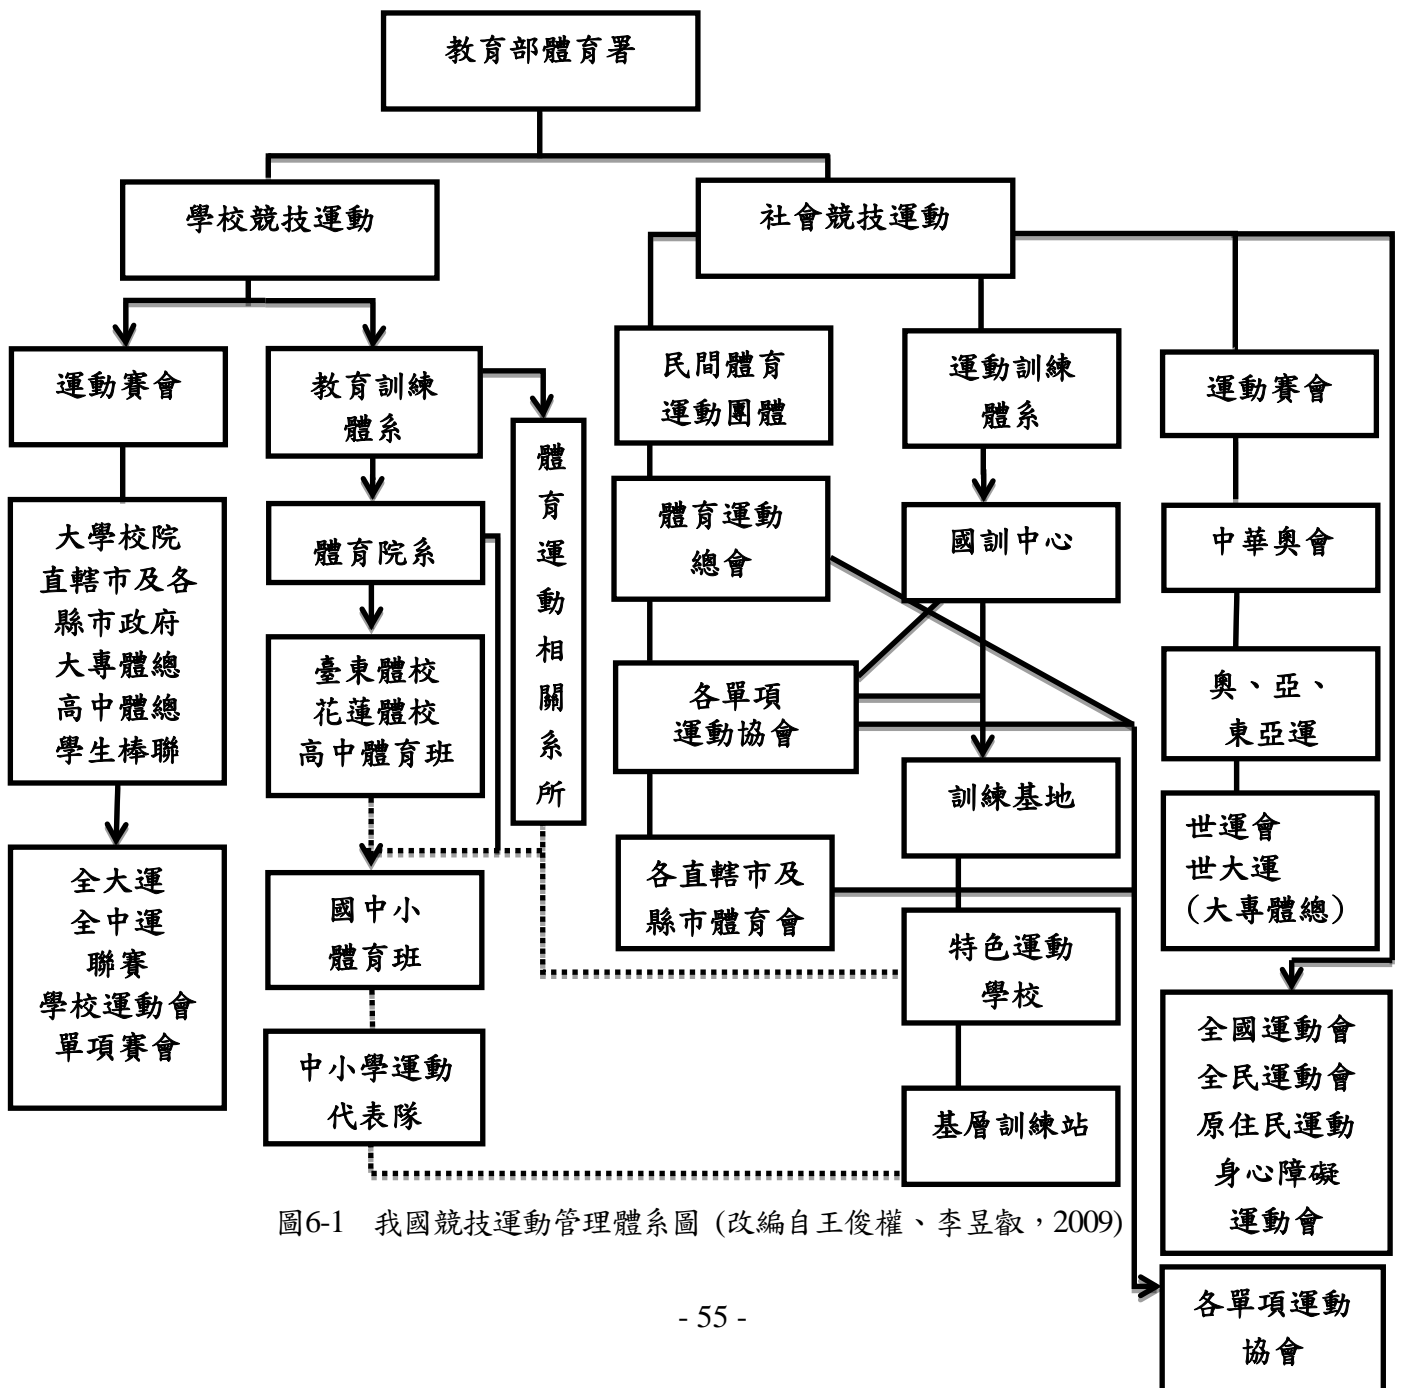 教育部體育署
學校競技運動
社會競技運動
運動賽會
教育訓練
體系
體
育
運
動
相
關
系
所
民間體育
運動團體
運動訓練
體系
運動賽會
大學校院
直轄市及各
縣市政府
大專體總
高中體總
學生棒聯
體育院系
體育運動
總會
國訓中心
中華奧會
臺東體校
花蓮體校
高中體育班
各單項
運動協會
奧、亞、
東亞運
訓練基地
世運會
世大運
(大專體總)
全大運
全中運
聯賽
學校運動會
單項賽會
國中小
體育班
各直轄市及
縣市體育會
特色運動
學校
中小學運動
代表隊
基層訓練站
全國運動會
全民運動會
原住民運動
身心障礙
運動會
各單項運動
協會
圖6-1 我國競技運動管理體系圖 (改編自王俊權、李昱叡，2009)
- 55 -